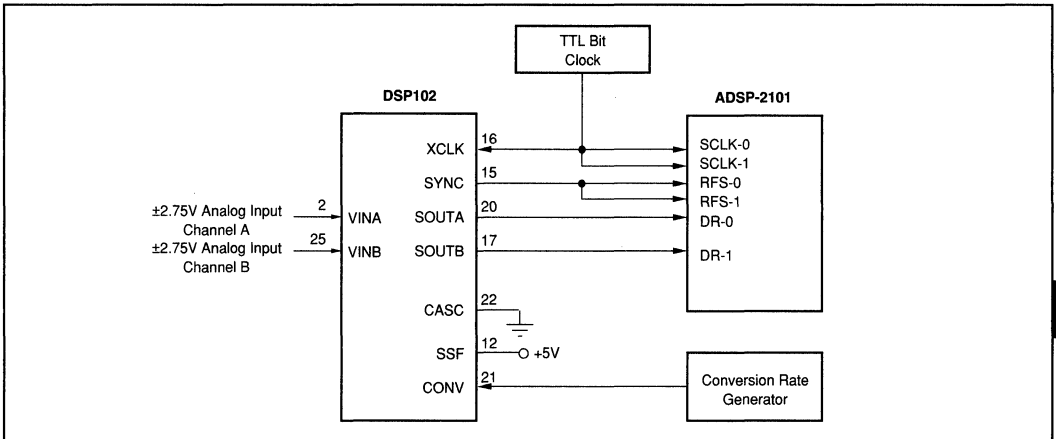 TTL Bit
Clock
DSP102
ADSP-2101
XCLK
16
SCLK-0
SCLK-1
SYNC
15
RFS-0
RFS-1
±2.75V Analog Input
Channel A
2
VINA
SOUTA
20
DR-0
±2.75V Analog Input
Channel B
25
VINB
SOUTB
17
DR-1
CASC
22
SSF
12
+5V
CONV
21
Conversion Rate
Generator